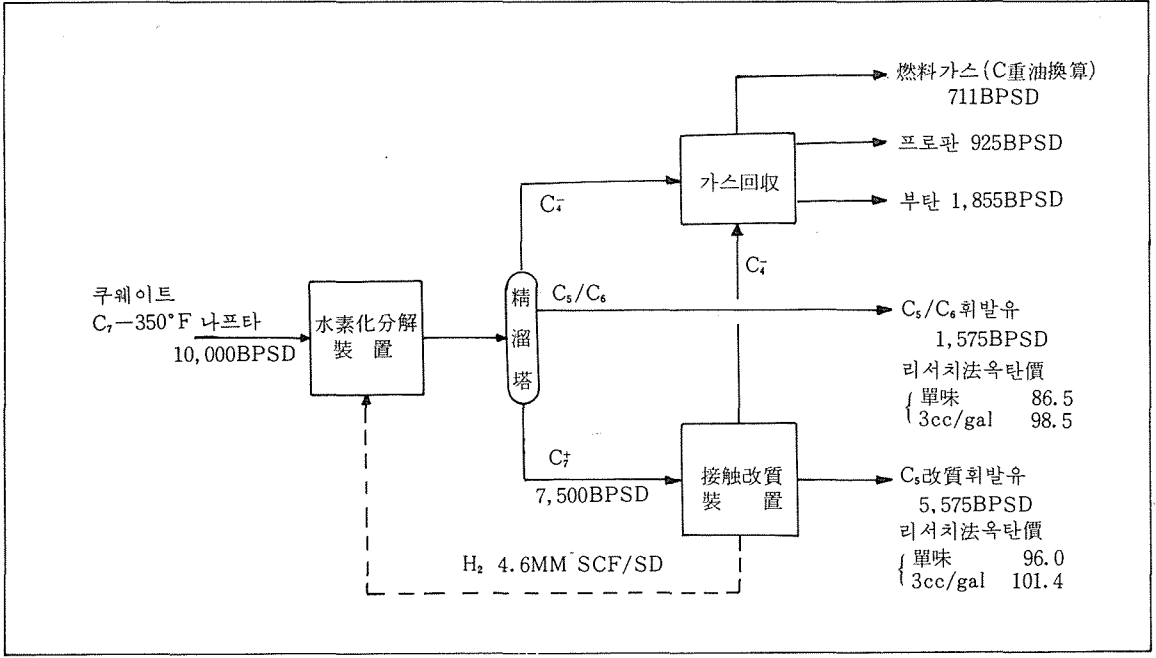 燃料가스(C重油換算)
711BPSD
프로판 925BPSD
가스回収
부탄 1,855BPSD
C₄⁻
C₄⁻
쿠웨이트
C₇—350°F 나프타
10,000BPSD
水素化分解
裝置
精
溜
塔
C₅/C₆
C₅/C₆휘발유
1,575BPSD
리서치法옥탄價
單味 86.5
3cc/gal 98.5
C₇⁺
7,500BPSD
接触改質
裝置
C₅改質휘발유
5,575BPSD
리서치法옥탄價
單味 96.0
3cc/gal 101.4
H₂ 4.6MM SCF/SD